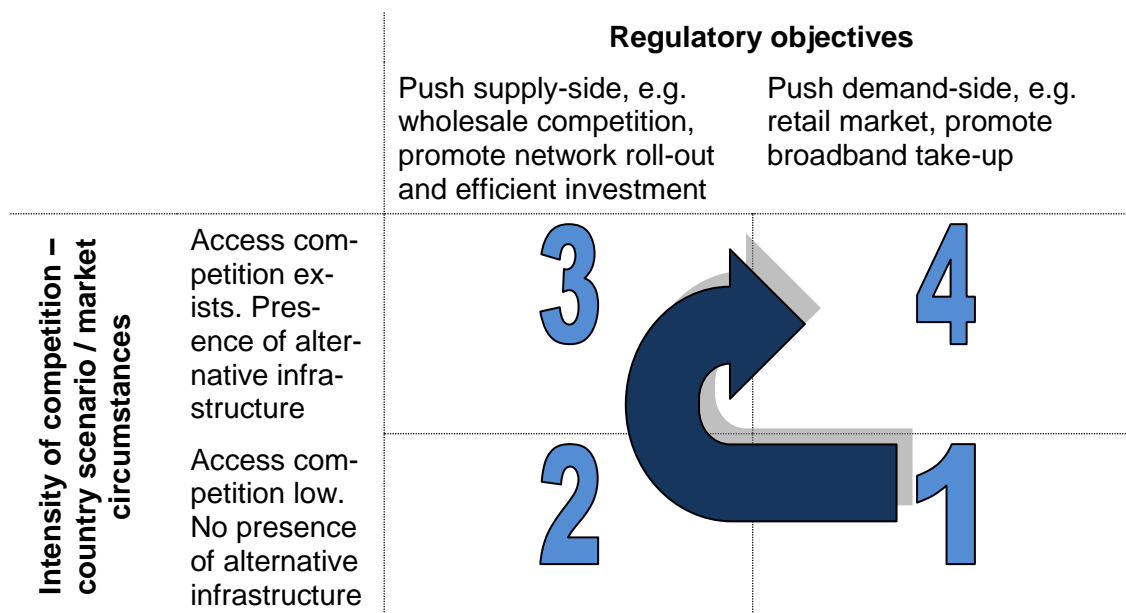 Regulatory objectives
Push supply-side, e.g.
wholesale competition,
promote network roll-out
and efficient investment
Push demand-side, e.g.
retail market, promote
broadband take-up
Intensity of competition –
country scenario / market
circumstances
Access com-
petition ex-
ists. Pres-
ence of alter-
native infra-
structure
3
4
Access com-
petition low.
No presence
of alternative
infrastructure
2
1